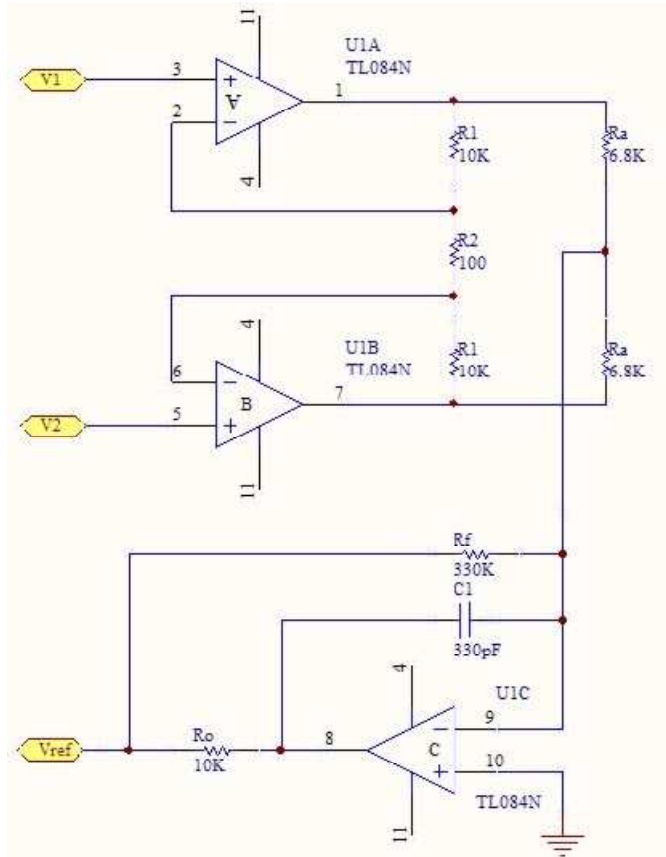 11
U1A
TL084N
V1
3
+
A
1
2
−
4
R1
10K
Ra
6.8K
R2
100
4
U1B
TL084N
R1
10K
Ra
6.8K
6
−
B
7
V2
5
+
11
Rf
330K
C1
330pF
4
U1C
−
9
Vref
Ro
10K
8
C
+
10
TL084N
11